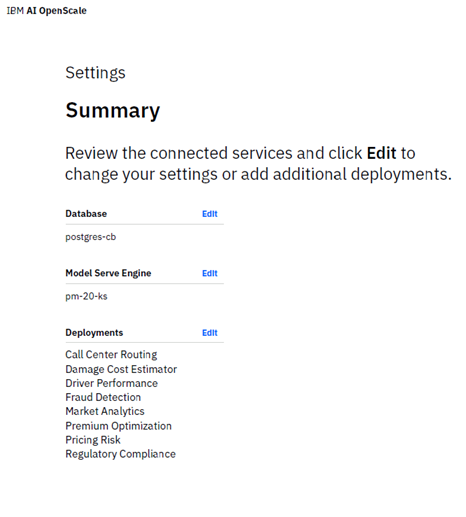 IBM AI OpenScale
Settings
Summary
Review the connected services and click Edit to
change your settings or add additional deployments.
Database Edit
postgres-cb
Model Serve Engine Edit
pm-20-ks
Deployments Edit
Call Center Routing
Damage Cost Estimator
Driver Performance
Fraud Detection
Market Analytics
Premium Optimization
Pricing Risk
Regulatory Compliance